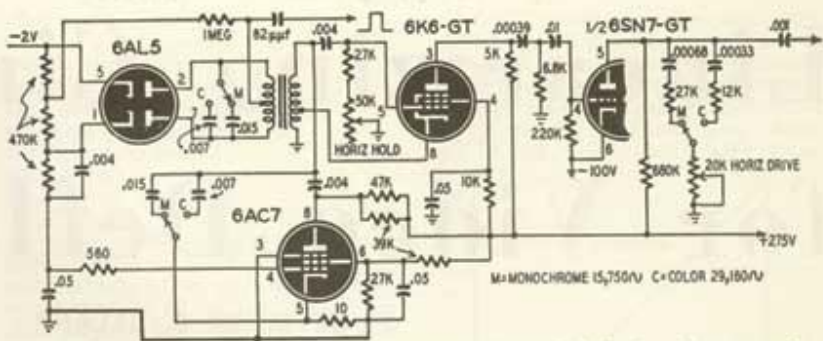 6AL5
6K6-GT
1/2 6SN7-GT
6AC7
-2V
1MEG
82μμf
.004
.00039
.01
.001
5
2
1
7
470K
.004
C
M
.007
.015
27K
50K
HORIZ HOLD
3
5
4
8
5K
6.8K
220K
5
4
6
-100V
.00068
.00033
27K
12K
M
C
20K HORIZ DRIVE
680K
10K
.05
.015
M
C
.007
.004
47K
39K
+275V
560
3
4
8
6
5
27K
.05
10
.05
M=MONOCHROME 15,750∿ C=COLOR 29,160∿